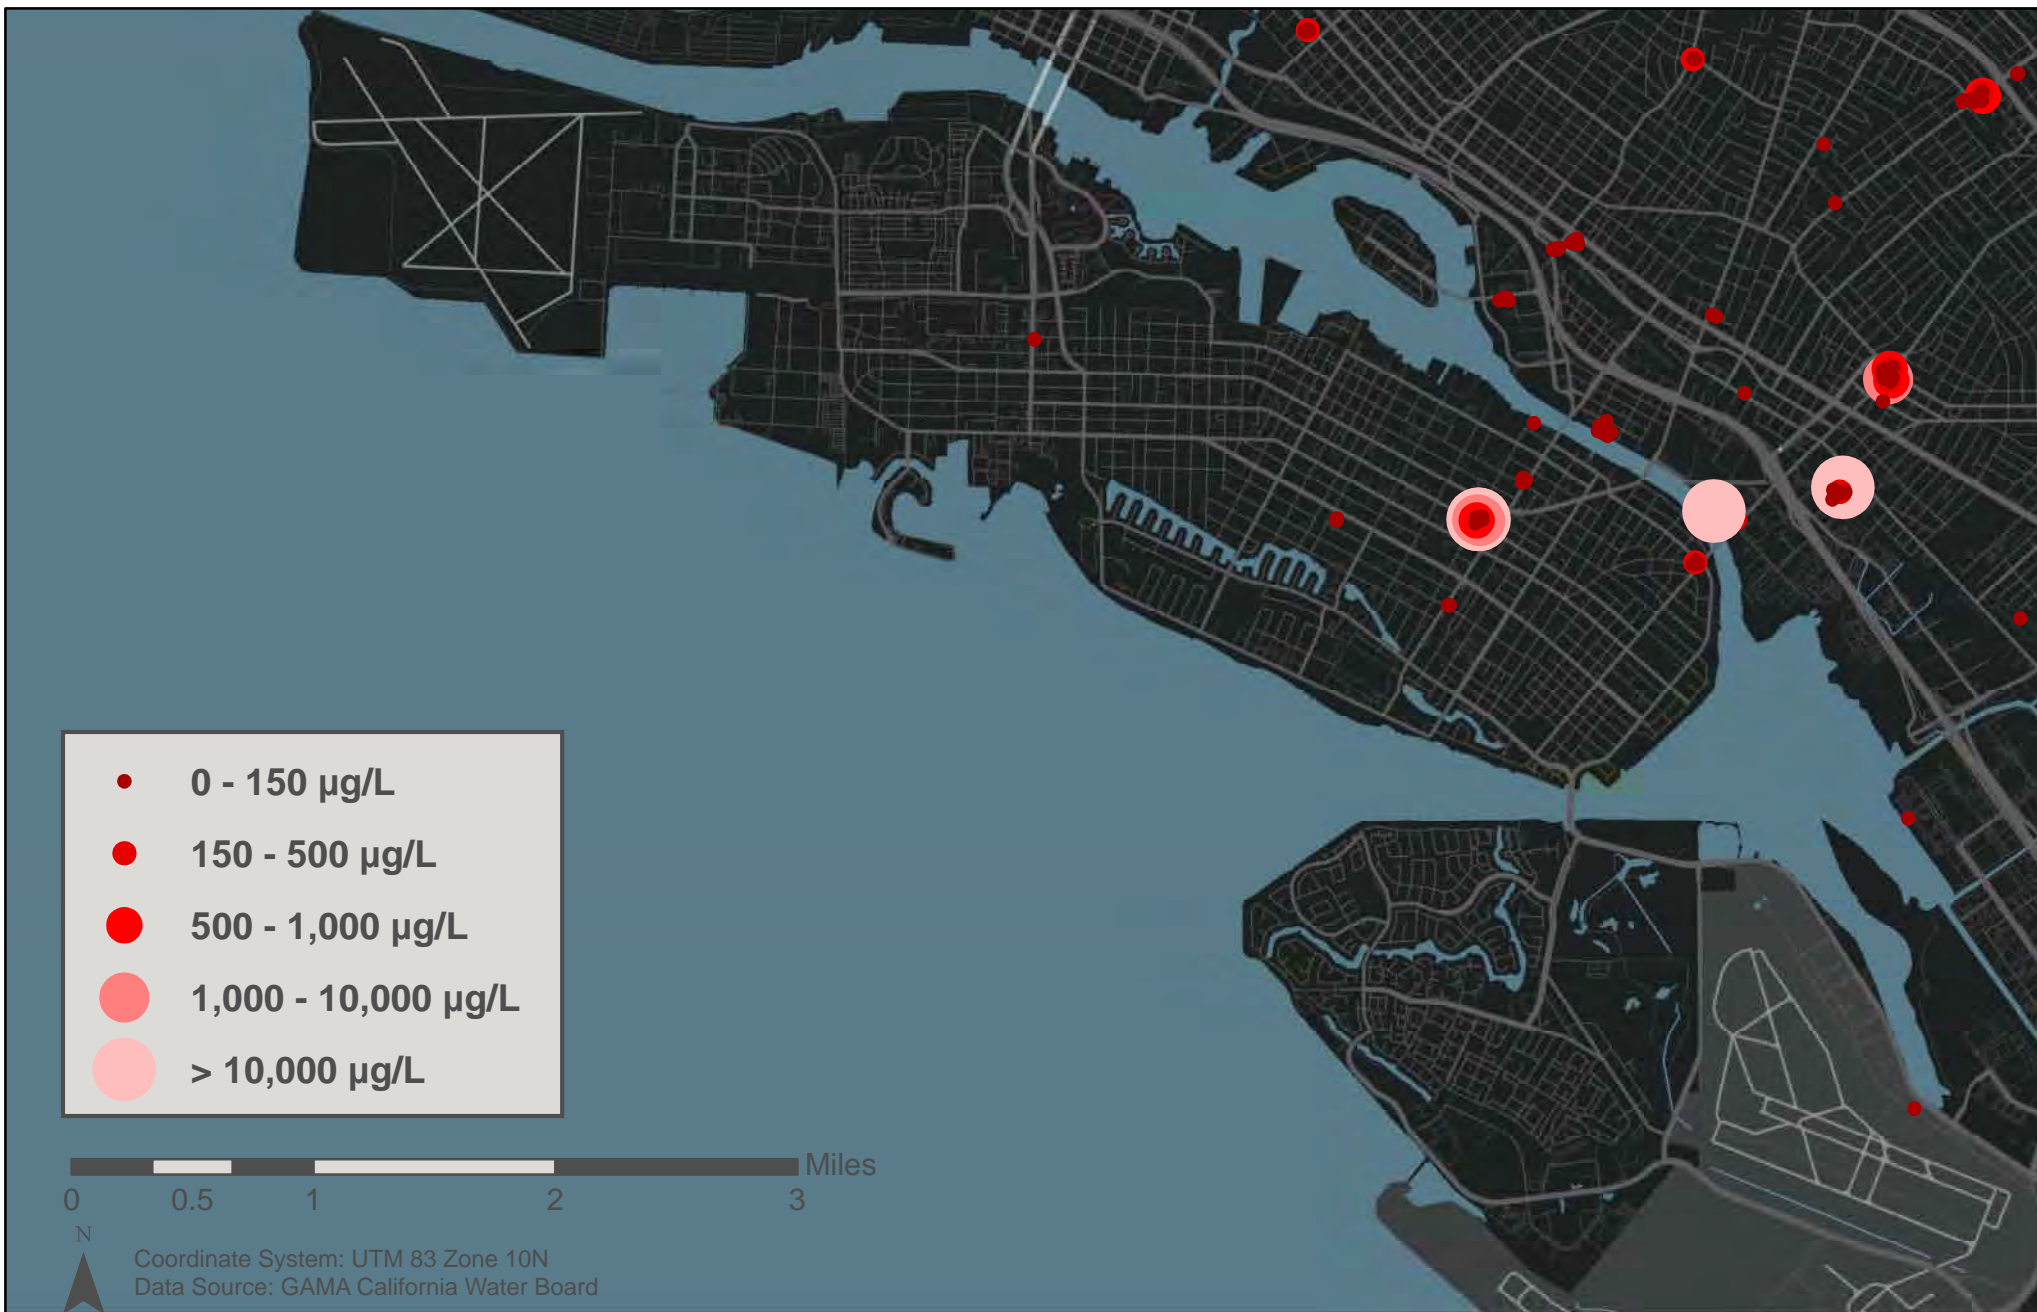 0 - 150 µg/L
150 - 500 µg/L
500 - 1,000 µg/L
1,000 - 10,000 µg/L
> 10,000 µg/L
Miles
0 0.5 1 2 3
N
Coordinate System: UTM 83 Zone 10N
Data Source: GAMA California Water Board